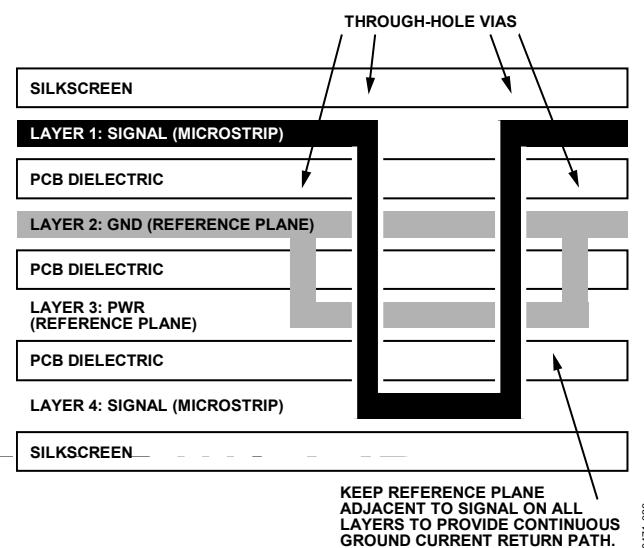 THROUGH-HOLE VIAS
SILKSCREEN
LAYER 1: SIGNAL (MICROSTRIP)
PCB DIELECTRIC
LAYER 2: GND (REFERENCE PLANE)
PCB DIELECTRIC
LAYER 3: PWR
(REFERENCE PLANE)
PCB DIELECTRIC
LAYER 4: SIGNAL (MICROSTRIP)
SILKSCREEN
KEEP REFERENCE PLANE
ADJACENT TO SIGNAL ON ALL
LAYERS TO PROVIDE CONTINUOUS
GROUND CURRENT RETURN PATH.